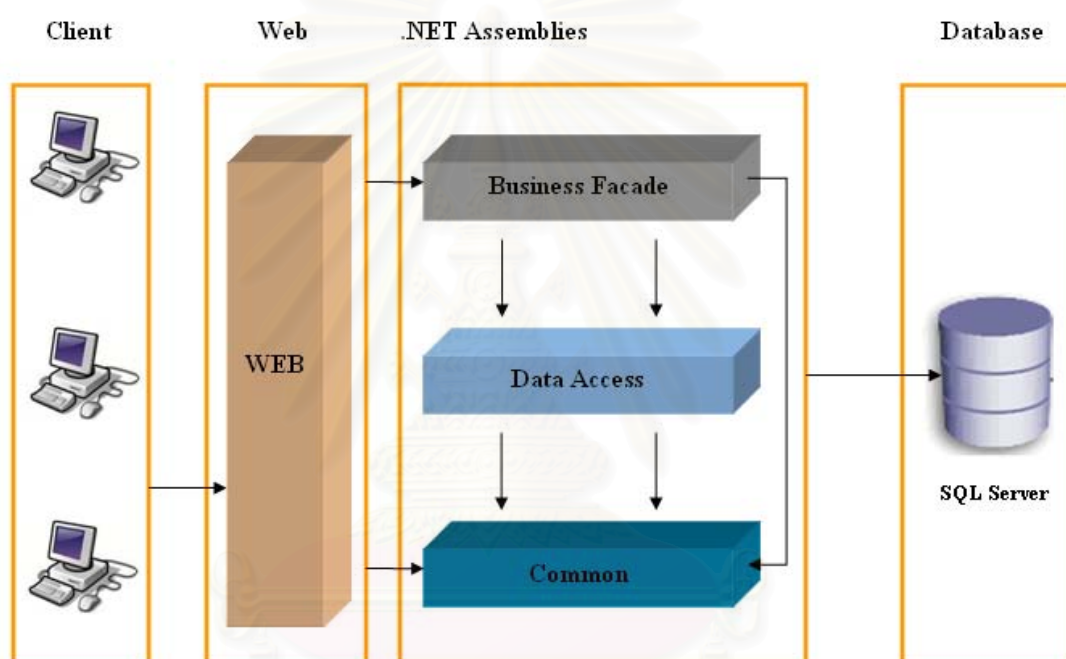 Client
Web
.NET Assemblies
Database
Business Facade
WEB
Data Access
SQL Server
Common